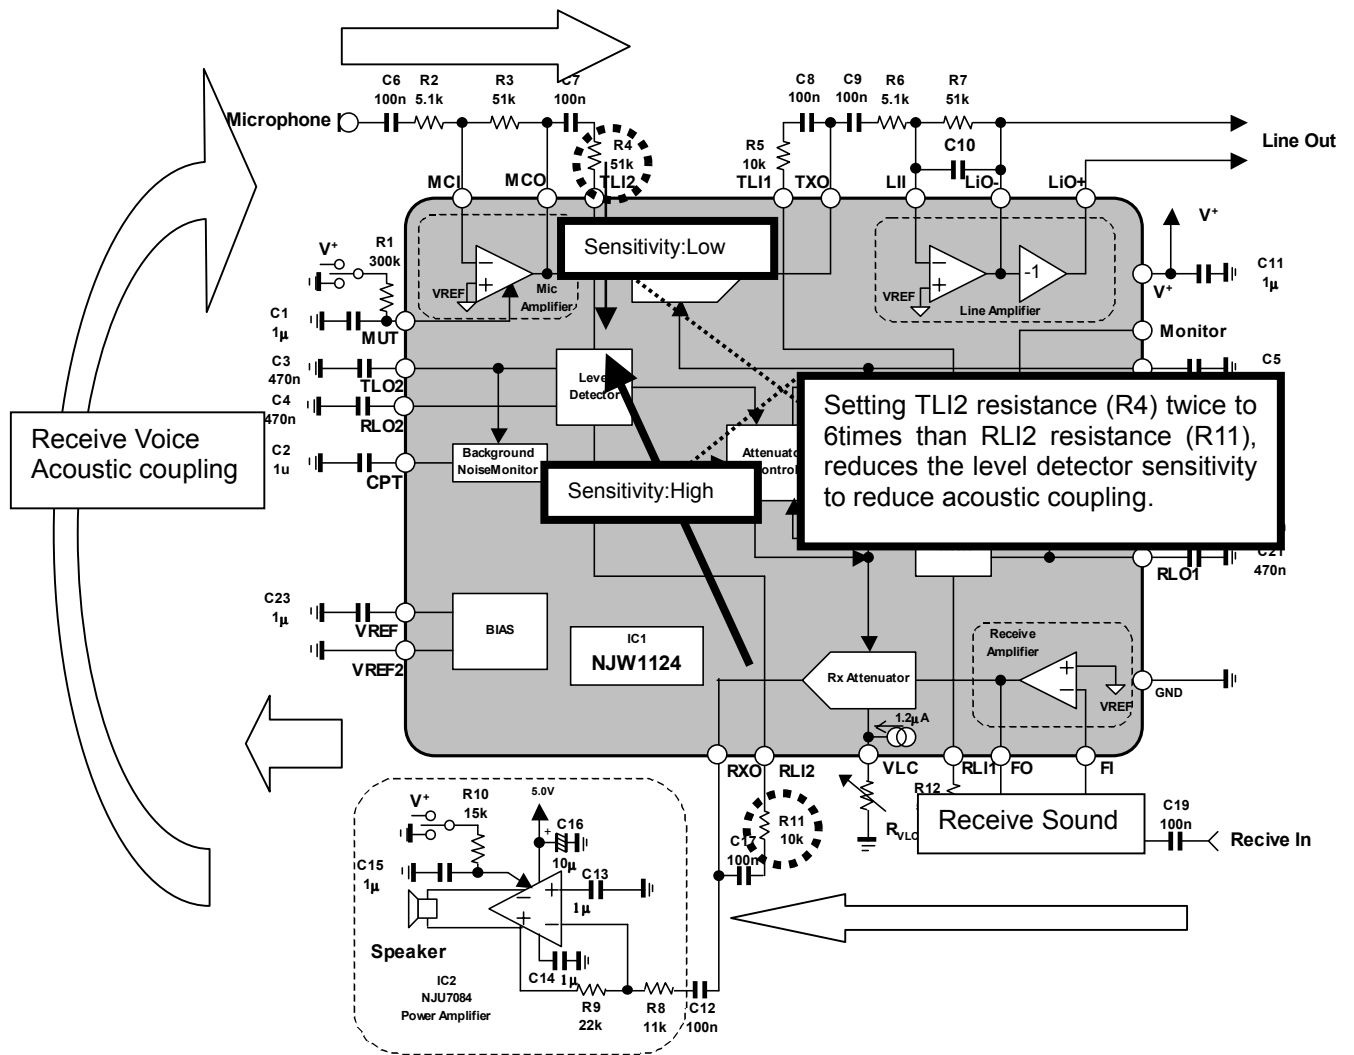 C6
100n
R2
5.1k
R3
51k
C7
100n
C8
100n
C9
100n
R6
5.1k
R7
51k
Microphone
R4
51k
R5
10k
C10
Line Out
MCI
MCO
TLI2
TLI1
TXO
LII
LiO-
LiO+
V+
R1
300k
V+
Sensitivity:Low
VREF
Mic
Amplifier
VREF
-1
Line Amplifier
V+
C11
1μ
C1
1μ
MUT
Monitor
C3
470n
TLO2
Level
Detector
C5
C4
470n
RLO2
Receive Voice
Acoustic coupling
C2
1u
CPT
Background
NoiseMonitor
Attenuator
Sensitivity:High
Setting TLI2 resistance (R4) twice to
6times than RLI2 resistance (R11),
reduces the level detector sensitivity
to reduce acoustic coupling.
C21
470n
RLO1
C23
1μ
VREF
VREF2
BIAS
IC1
NJW1124
Receive
Amplifier
Rx Attenuator
VREF
GND
1.2μA
RXO
RLI2
VLC
RLI1
FO
FI
R12
RVLC
Receive Sound
C19
100n
Recive In
V+
R10
15k
5.0V
+
C16
10μ
R11
10k
C17
100n
C15
1μ
C13
1μ
Speaker
C14
1μ
IC2
NJU7084
Power Amplifier
R9
22k
R8
11k
C12
100n